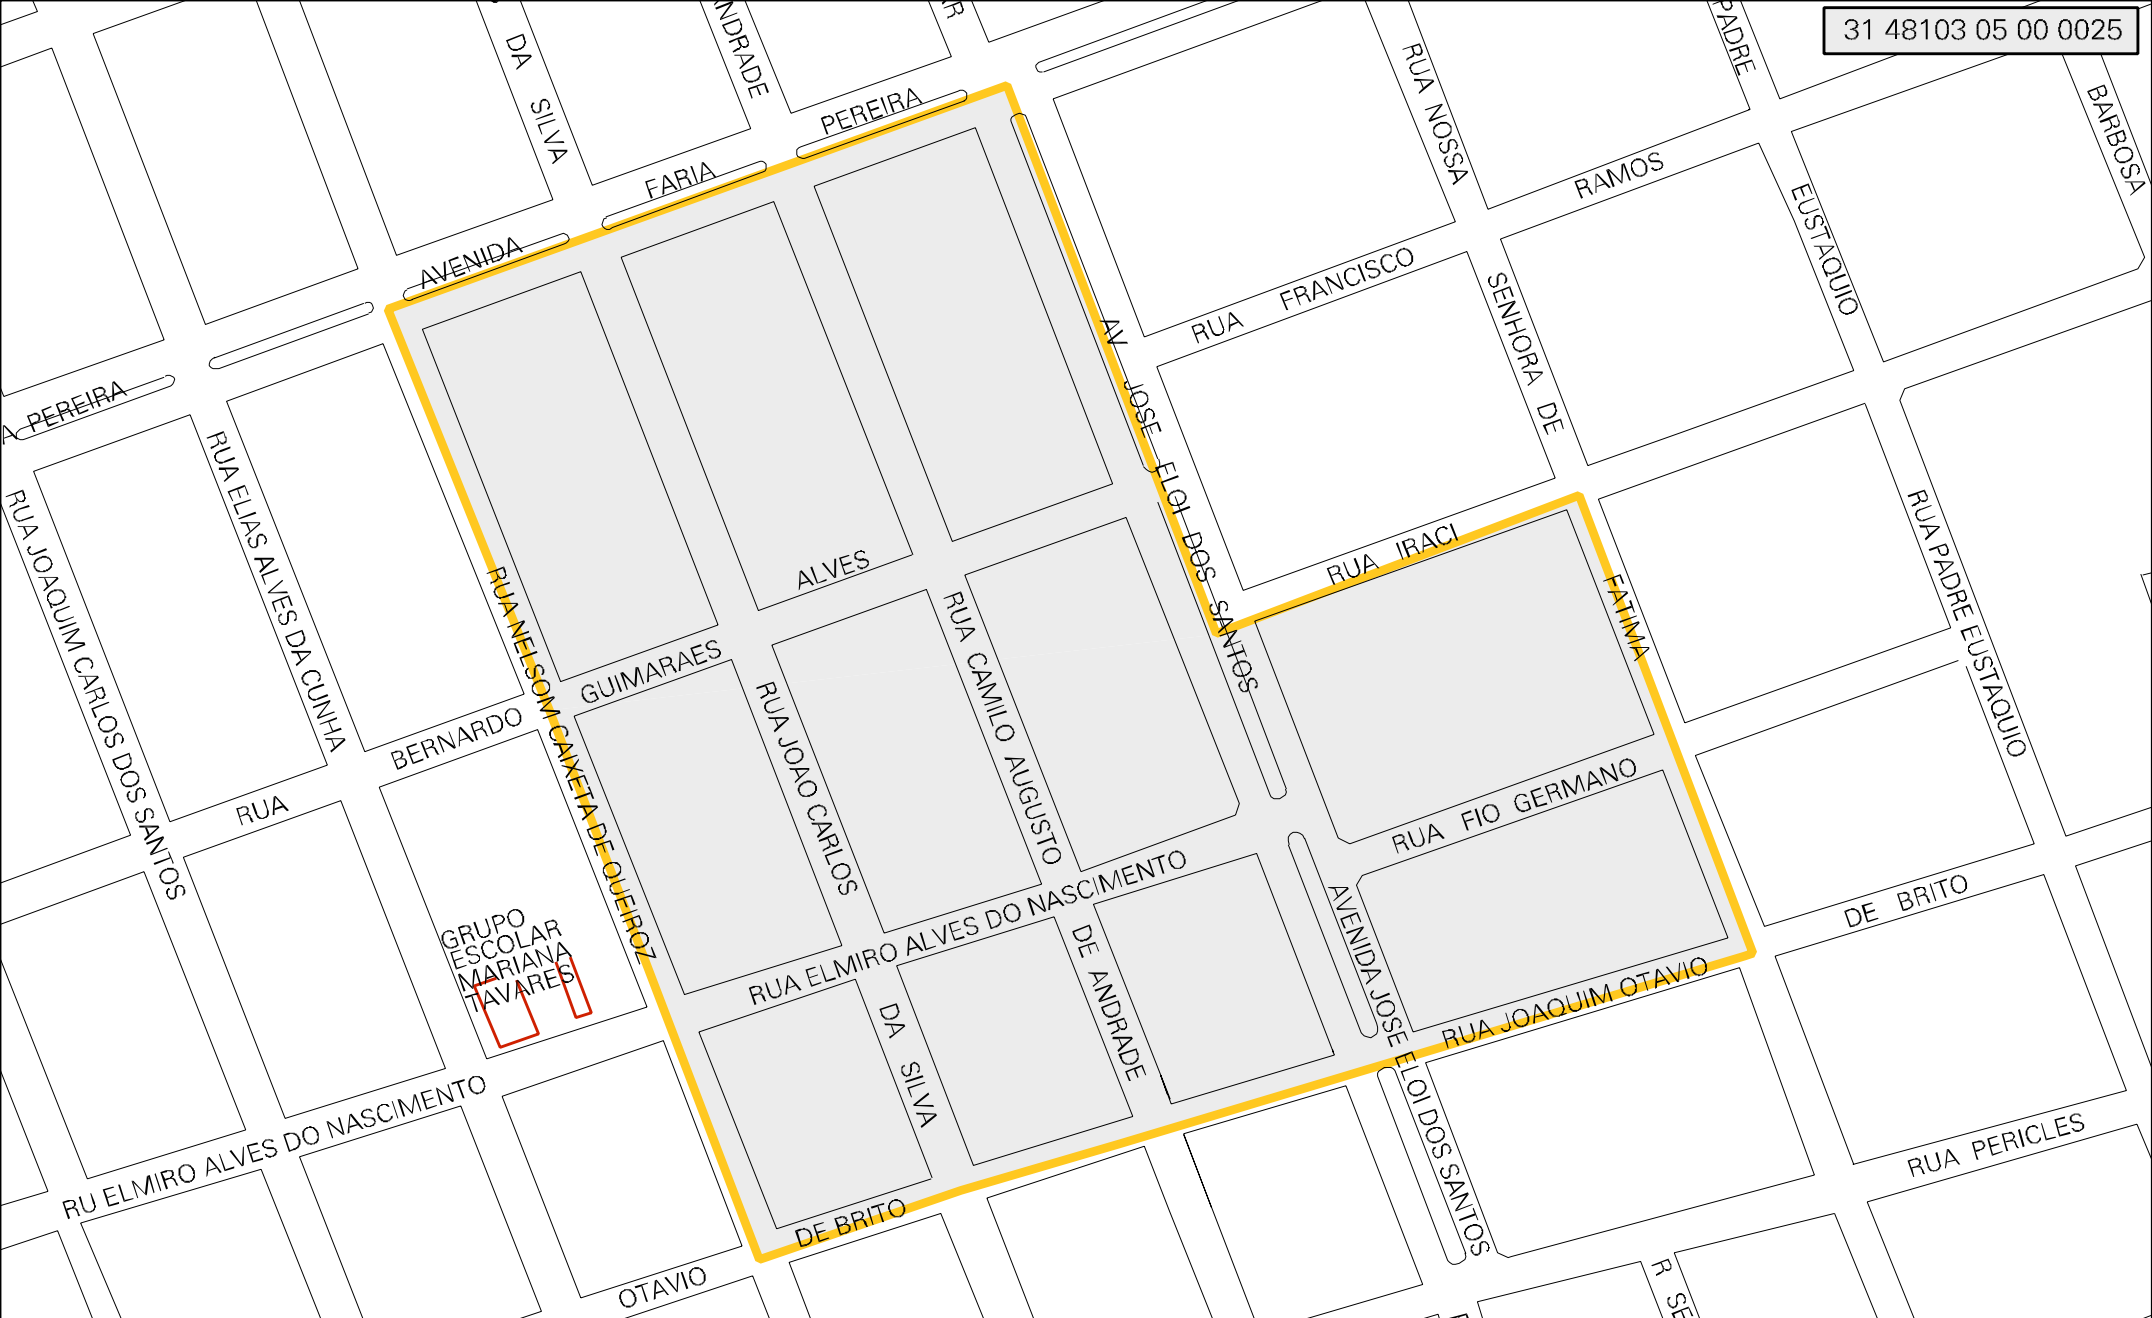 31 48103 05 00 0025
DA SILVA
ANDRADE
AR
RUA NOSSA
PADRE
BARBOSA
AVENIDA FARIA PEREIRA
RAMOS
EUSTAQUIO
RUA FRANCISCO
SENHORA DE
A PEREIRA
AV JOSE ELOI DOS SANTOS
RUA JOAQUIM CARLOS DOS SANTOS
RUA ELIAS ALVES DA CUNHA
RUA NELSOM CAIXETA DE QUEIROZ
RUA IRACI
FATIMA
RUA PADRE EUSTAQUIO
RUA BERNARDO GUIMARAES ALVES
RUA JOAO CARLOS
RUA CAMILO AUGUSTO
RUA FIO GERMANO
GRUPO
ESCOLAR
MARIANA
TAVARES
RUA ELMIRO ALVES DO NASCIMENTO
DE ANDRADE
AVENIDA JOSE ELOI DOS SANTOS
DE BRITO
RUA JOAQUIM OTAVIO
DA SILVA
RU ELMIRO ALVES DO NASCIMENTO
RUA PERICLES
DE BRITO
OTAVIO
R SE